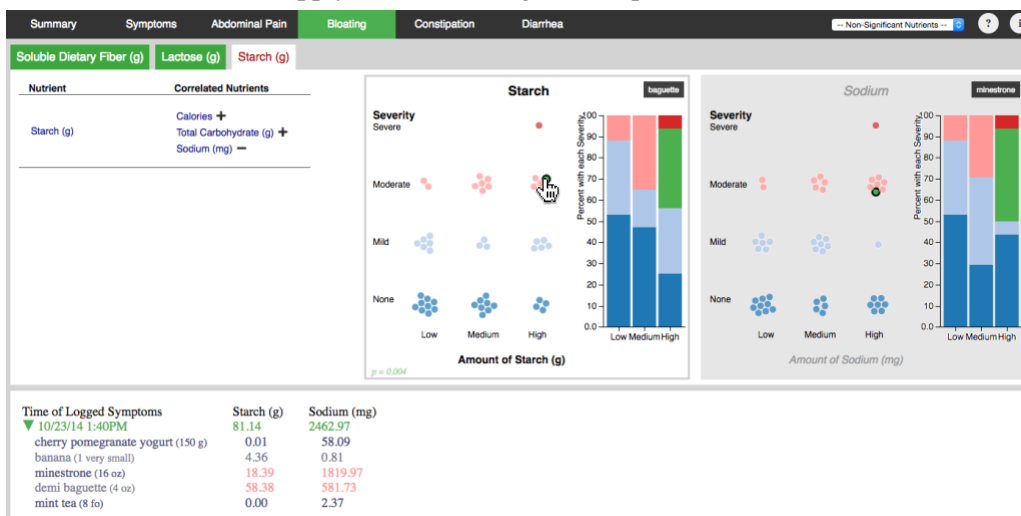 Summary Symptoms Abdominal Pain Bloating Constipation Diarrhea -- Non-Significant Nutrients -- ?
Soluble Dietary Fiber (g) Lactose (g) Starch (g)
Nutrient Correlated Nutrients
Calories +
Starch (g) Total Carbohydrate (g) +
Sodium (mg) −
Starch baguette
Severity
Severe
Moderate
Mild
None
Low Medium High
Amount of Starch (g)
p = 0.004
Percent with each Severity
100
90
80
70
60
50
40
30
20
10
0.0
Low Medium High
Sodium minestrone
Severity
Severe
Moderate
Mild
None
Low Medium High
Amount of Sodium (mg)
Percent with each Severity
100
90
80
70
60
50
40
30
20
10
0.0
Low Medium High
Time of Logged Symptoms Starch (g) Sodium (mg)
▼ 10/23/14 1:40PM 81.14 2462.97
cherry pomegranate yogurt (150 g) 0.01 58.09
banana (1 very small) 4.36 0.81
minestrone (16 oz) 18.39 1819.97
demi baguette (4 oz) 58.38 581.73
mint tea (8 fo) 0.00 2.37